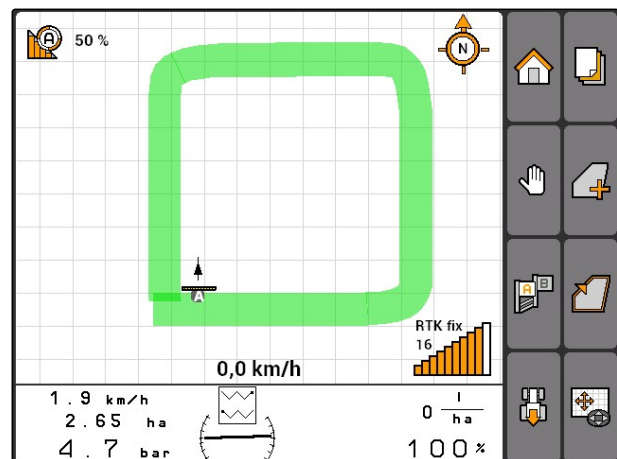 A
50 %
N
A
RTK fix
16
0,0 km/h
A B
1.9 km/h
2.65 ha
4.7 bar
0 l/ha
100%